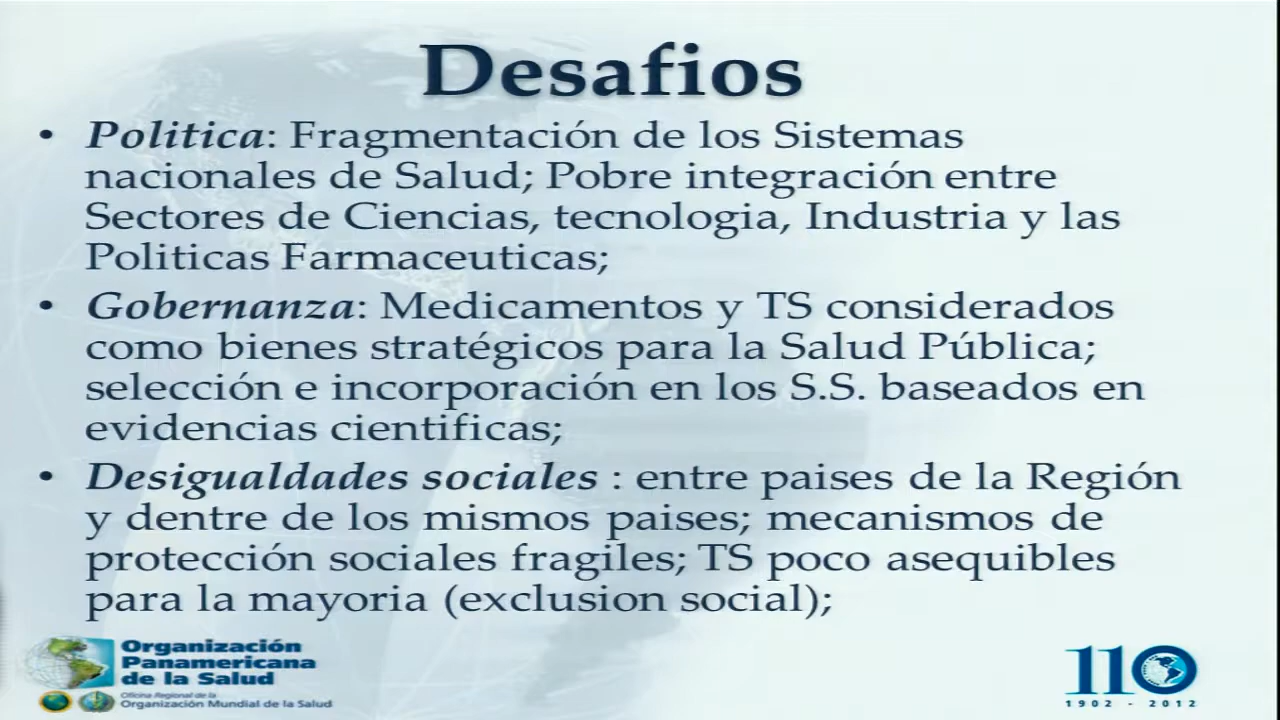 Desafios
• Politica: Fragmentación de los Sistemas
nacionales de Salud; Pobre integración entre
Sectores de Ciencias, tecnologia, Industria y las
Politicas Farmaceuticas;
• Gobernanza: Medicamentos y TS considerados
como bienes stratégicos para la Salud Pública;
selección e incorporación en los S.S. baseados en
evidencias cientificas;
• Desigualdades sociales : entre paises de la Región
y dentre de los mismos paises; mecanismos de
protección sociales fragiles; TS poco asequibles
para la mayoria (exclusion social);
Organización
Panamericana
de la Salud
Oficina Regional de la
Organización Mundial de la Salud
110
1902 - 2012